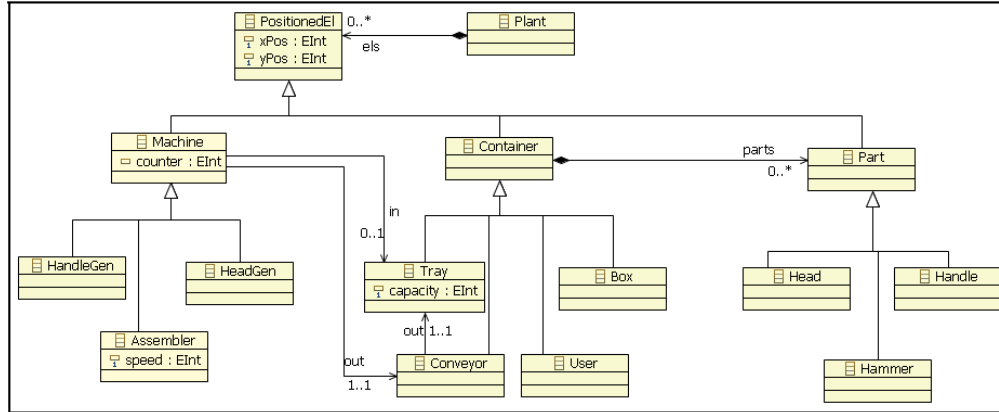 PositionedEl
xPos : EInt
yPos : EInt
0..*
els
Plant
Machine
counter : EInt
Container
parts
0..*
Part
in
0..1
HandleGen
HeadGen
Assembler
speed : EInt
Tray
capacity : EInt
out 1..1
out
1..1
Conveyor
User
Box
Head
Handle
Hammer